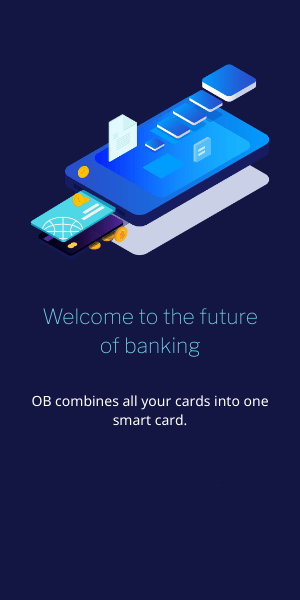 Welcome to the future
of banking
OB combines all your cards into one
smart card.